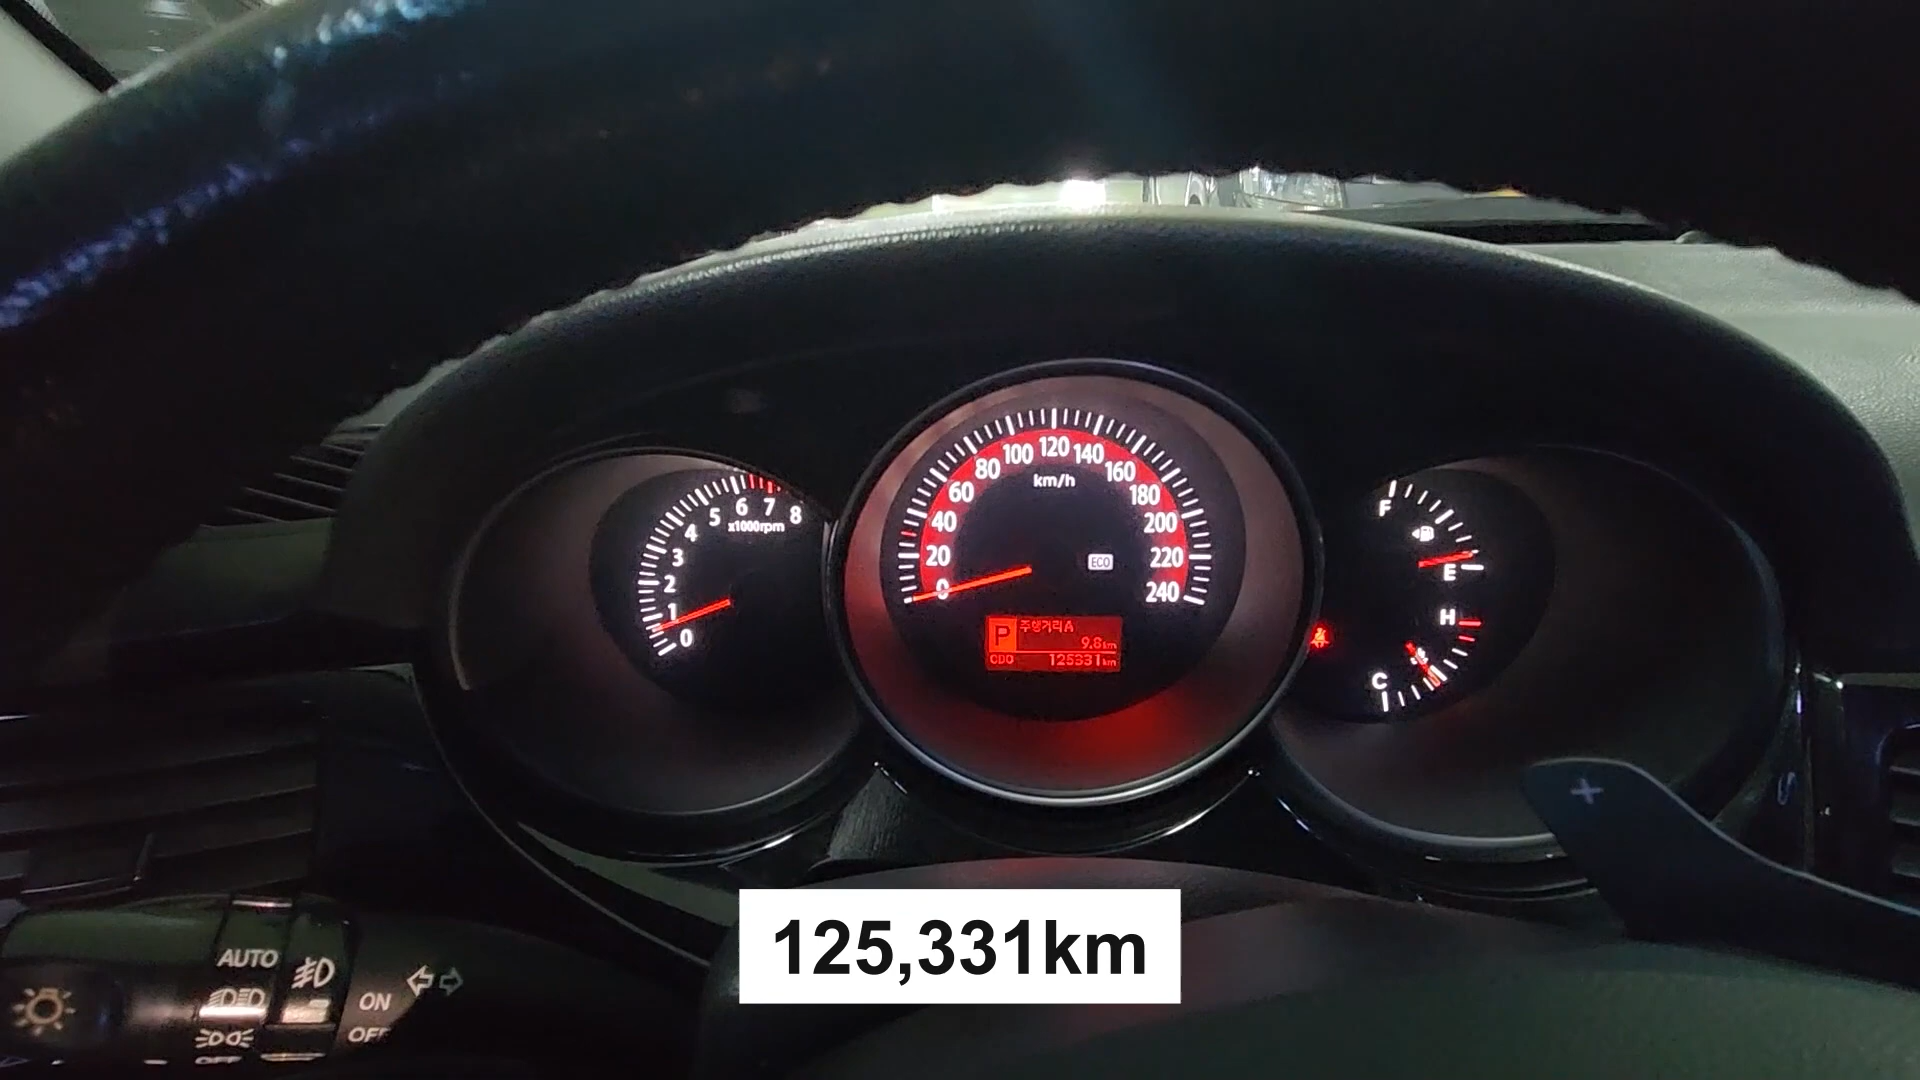 8
7
6
5
4
3
2
1
0
x1000rpm
0
20
40
60
80
100
120
140
160
180
200
220
240
km/h
ECO
P
주행거리 A
9.8km
ODO 125331km
F
E
H
C
+
AUTO
ON
OFF
OFF
125,331km